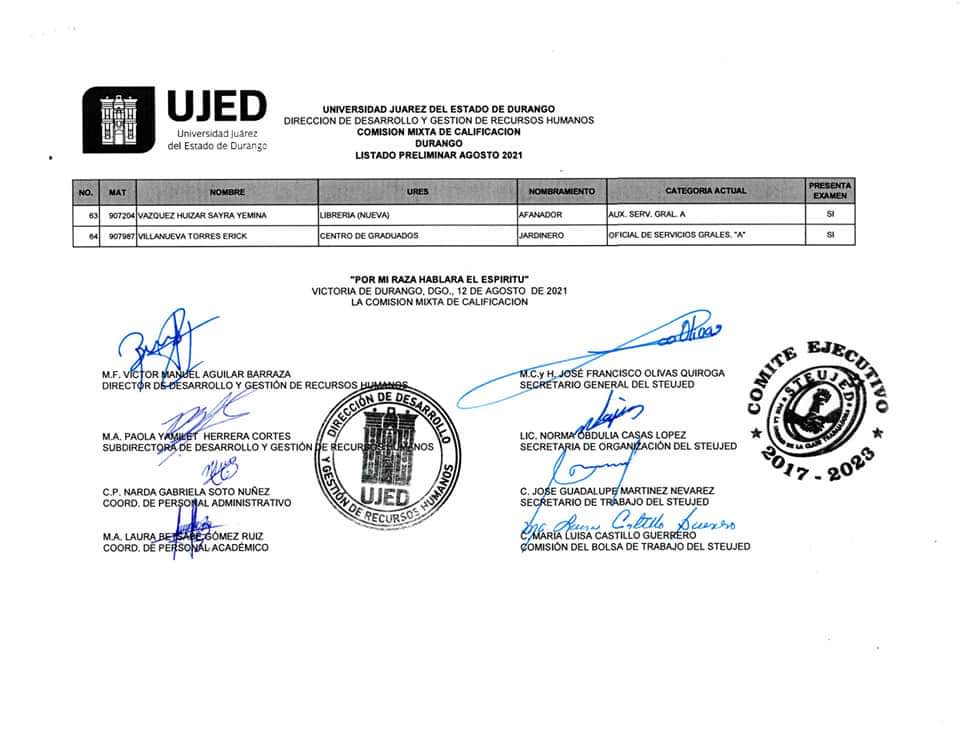 UJED
Universidad Juárez
del Estado de Durango
UNIVERSIDAD JUAREZ DEL ESTADO DE DURANGO
DIRECCION DE DESARROLLO Y GESTION DE RECURSOS HUMANOS
COMISION MIXTA DE CALIFICACION
DURANGO
LISTADO PRELIMINAR AGOSTO 2021
NO. MAT NOMBRE URES NOMBRAMIENTO CATEGORIA ACTUAL PRESENTA EXAMEN
63 907204 VAZQUEZ HUIZAR SAYRA YEMINA LIBRERIA (NUEVA) AFANADOR AUX. SERV. GRAL. A SI
64 907987 VILLANUEVA TORRES ERICK CENTRO DE GRADUADOS JARDINERO OFICIAL DE SERVICIOS GRALES. "A" SI
"POR MI RAZA HABLARA EL ESPIRITU"
VICTORIA DE DURANGO, DGO., 12 DE AGOSTO DE 2021
LA COMISION MIXTA DE CALIFICACION
M.F. VICTOR MANUEL AGUILAR BARRAZA
DIRECTOR DE DESARROLLO Y GESTIÓN DE RECURSOS HUMANOS
M.A. PAOLA YAMILET HERRERA CORTES
SUBDIRECTORA DE DESARROLLO Y GESTIÓN DE RECURSOS HUMANOS
C.P. NARDA GABRIELA SOTO NUÑEZ
COORD. DE PERSONAL ADMINISTRATIVO
M.A. LAURA BETSABE GÓMEZ RUIZ
COORD. DE PERSONAL ACADÉMICO
DIRECCIÓN DE DESARROLLO
Y GESTIÓN DE RECURSOS HUMANOS
UJED
M.C.y H. JOSÉ FRANCISCO OLIVAS QUIROGA
SECRETARIO GENERAL DEL STEUJED
LIC. NORMA OBDULIA CASAS LOPEZ
SECRETARIA DE ORGANIZACIÓN DEL STEUJED
C. JOSE GUADALUPE MARTINEZ NEVAREZ
SECRETARIO DE TRABAJO DEL STEUJED
Ma Luisa Castillo Guerrero
C. MARÍA LUISA CASTILLO GUERRERO
COMISIÓN DEL BOLSA DE TRABAJO DEL STEUJED
COMITE EJECUTIVO
STEUJED
POR LA UNIDAD DE LA CLASE TRABAJADORA
2017 - 2023